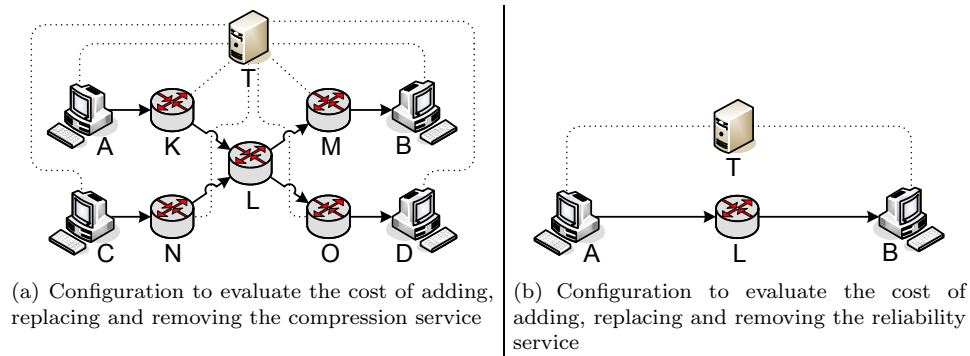 T
A
K
M
B
L
C
N
O
D
(a) Configuration to evaluate the cost of adding,
replacing and removing the compression service
T
A
L
B
(b) Configuration to evaluate the cost of
adding, replacing and removing the reliability
service